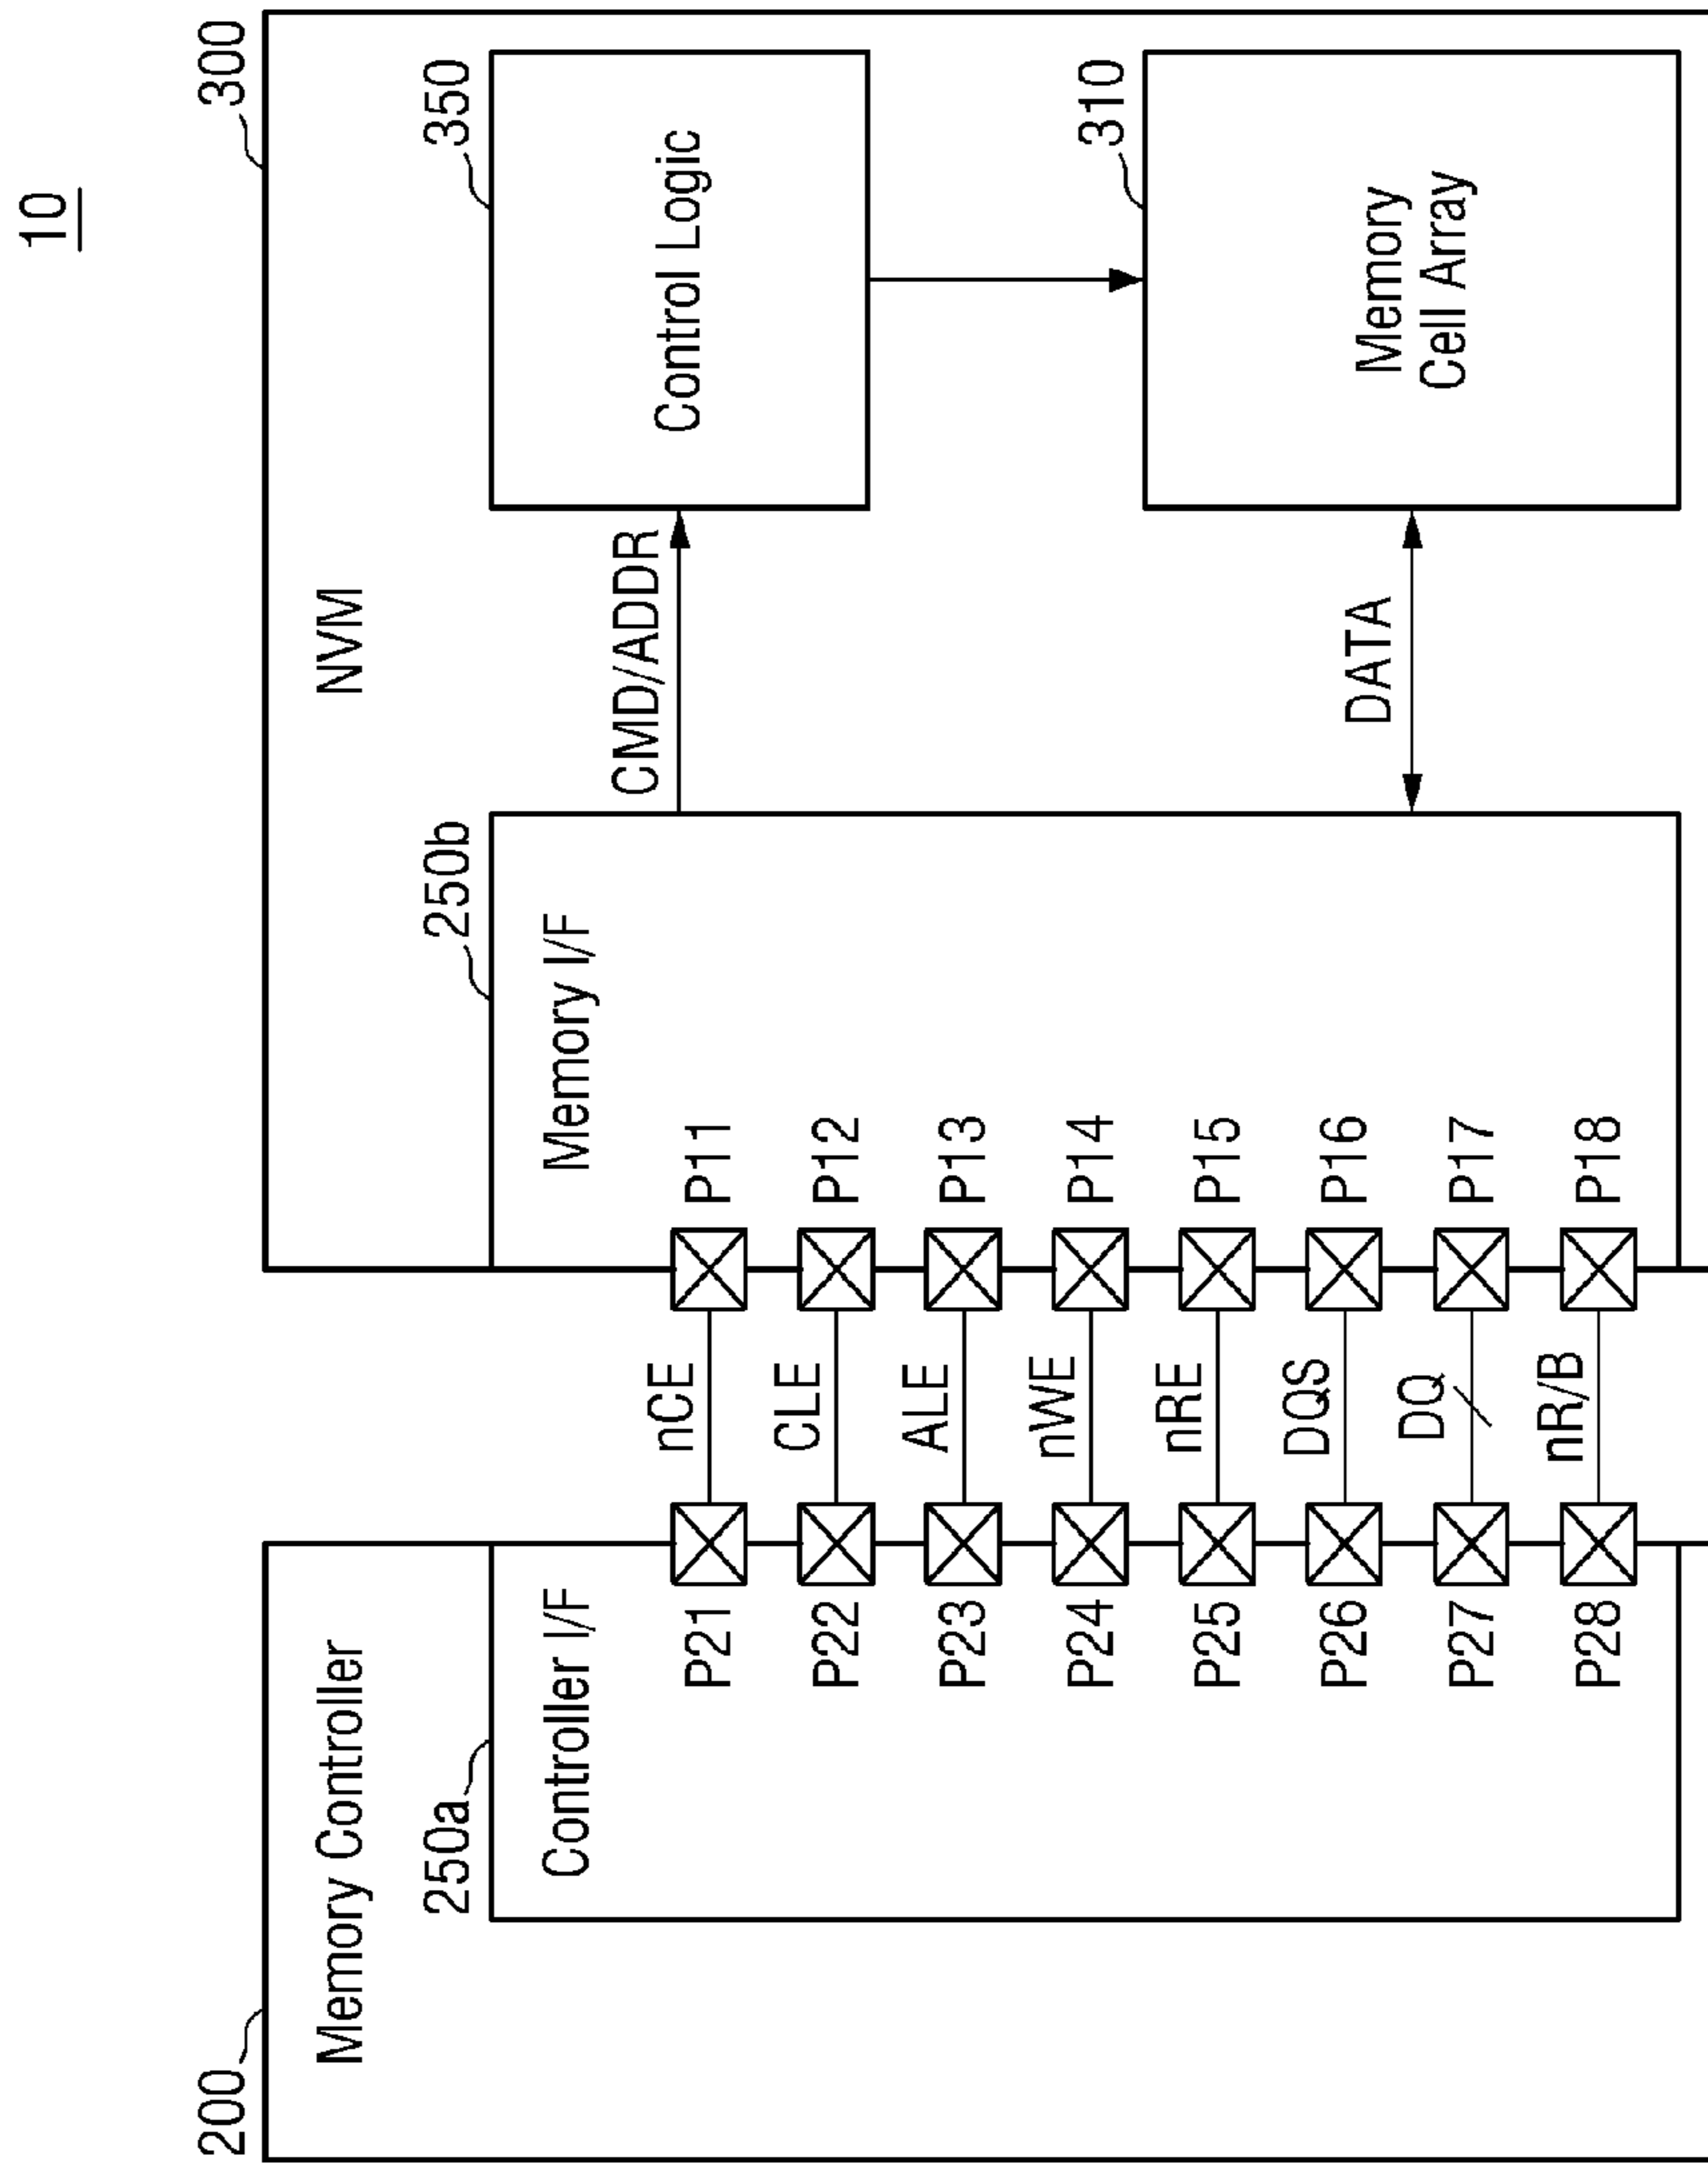 10
200
Memory Controller
250a
Controller I/F
P21
P22
P23
P24
P25
P26
P27
P28
nCE
CLE
ALE
nWE
nRE
DQS
DQ
nR/B
300
NVM
250b
Memory I/F
P11
P12
P13
P14
P15
P16
P17
P18
CMD/ADDR
DATA
350
Control Logic
310
Memory
Cell Array